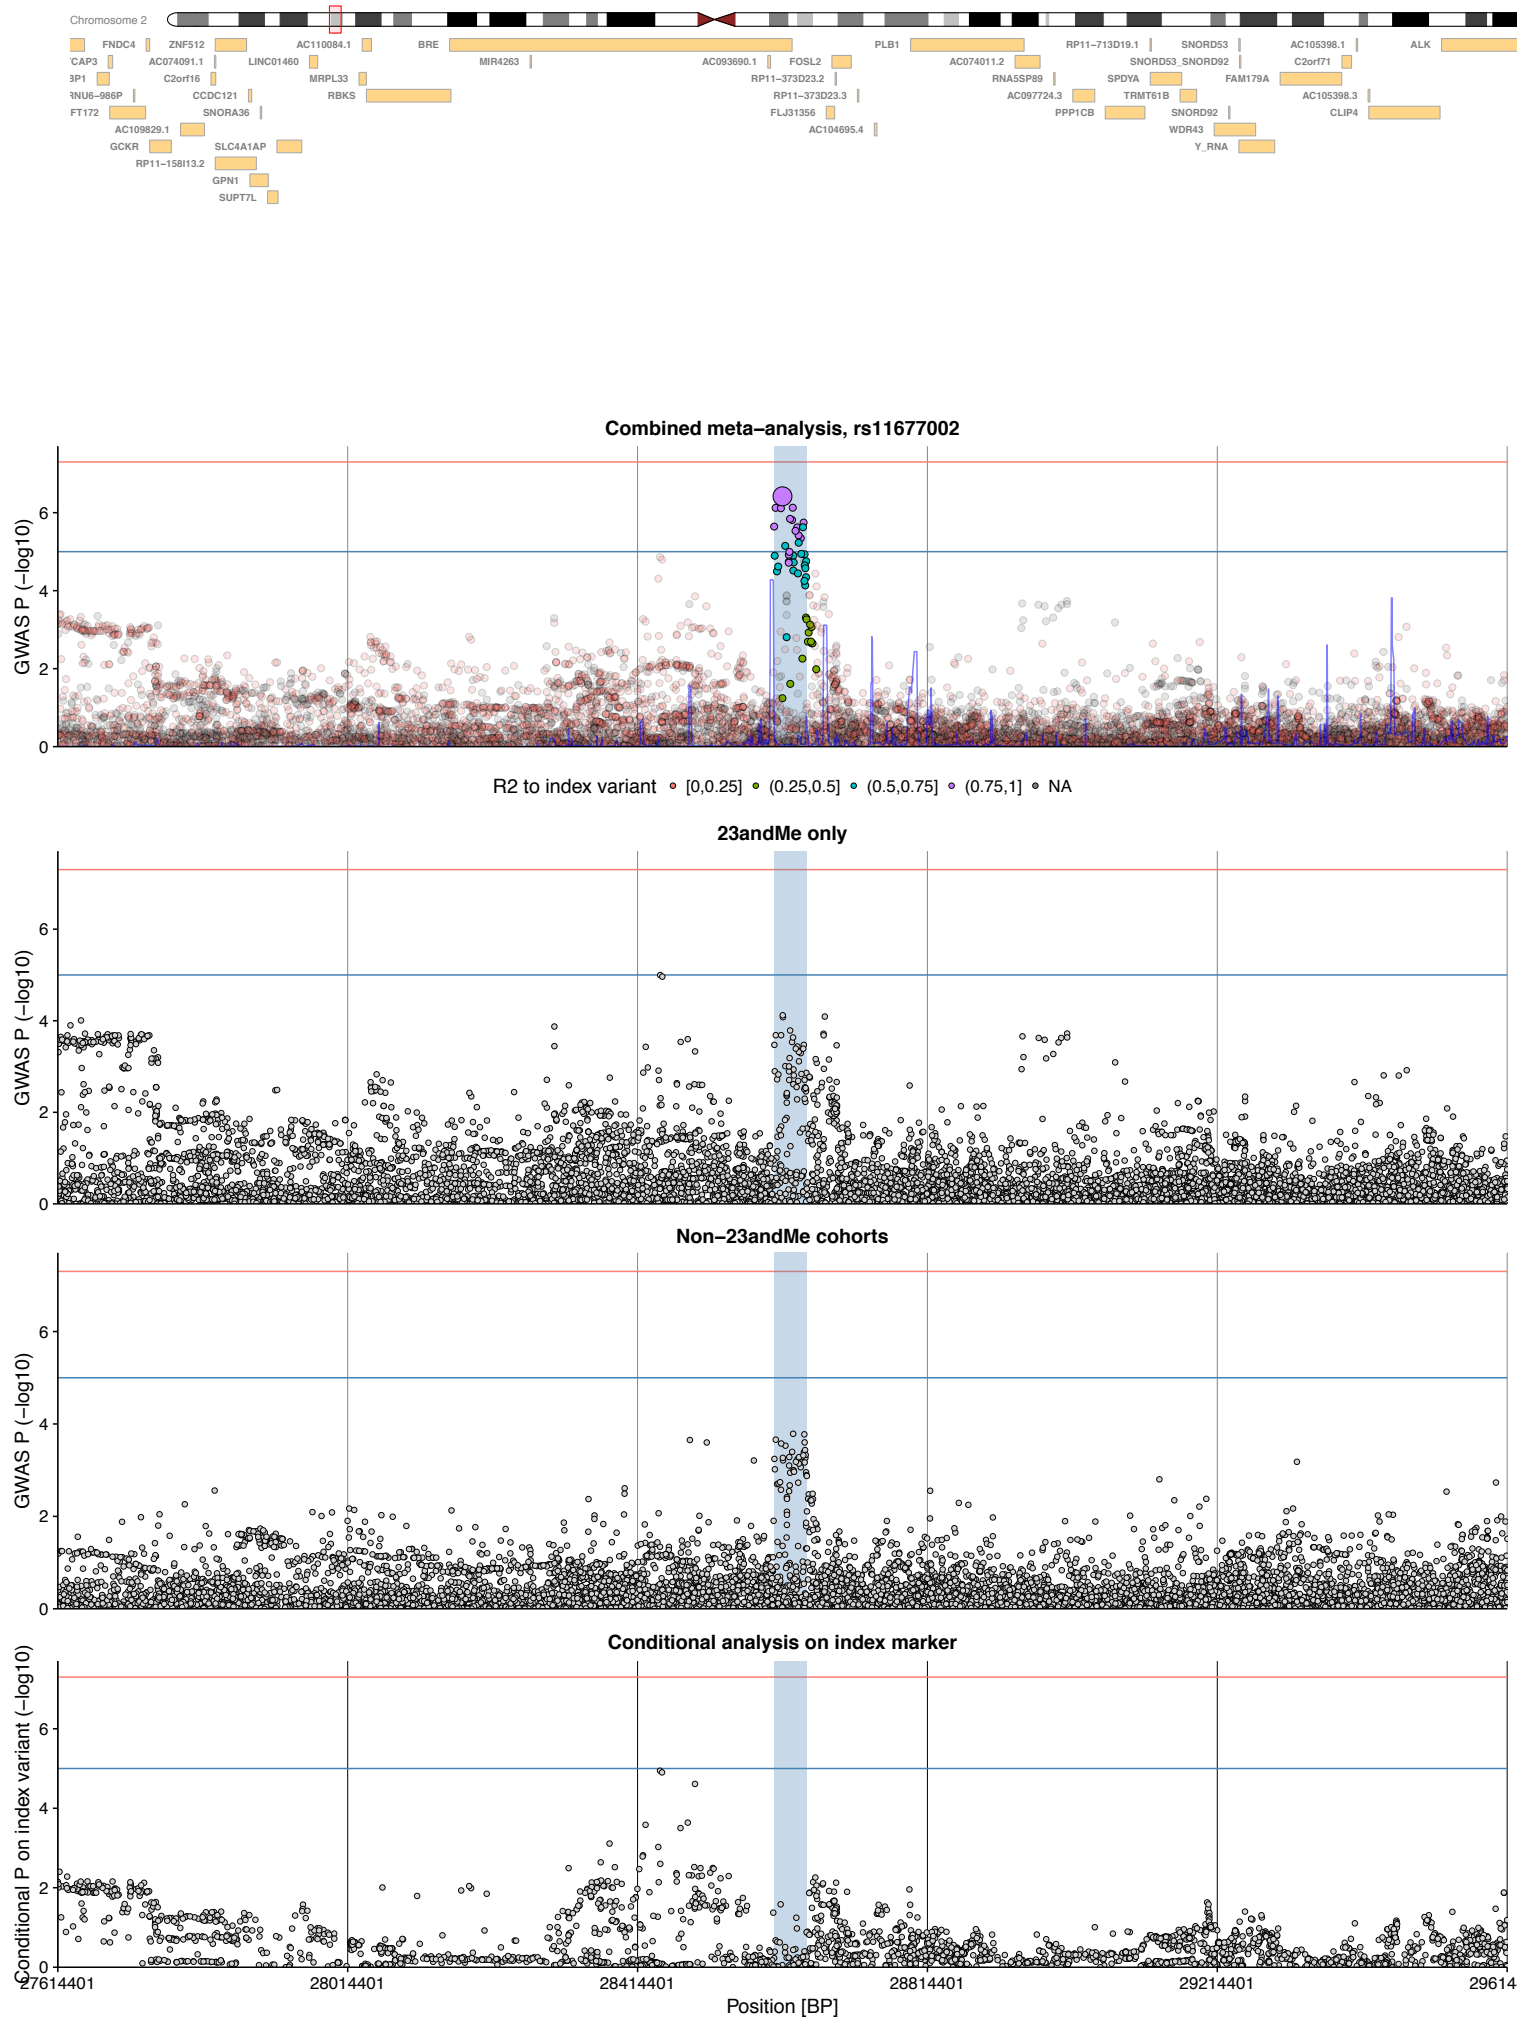 Chromosome 2
FNDC4 ZNF512 AC110084.1 BRE PLB1 RP11−713D19.1 SNORD53 AC105398.1 ALK
CAP3 AC074091.1 LINC01460 MIR4263 AC093690.1 FOSL2 AC074011.2 SNORD53_SNORD92 C2orf71
3P1 C2orf16 MRPL33 RP11−373D23.2 RNA5SP89 SPDYA FAM179A
RNU6−986P CCDC121 RBKS RP11−373D23.3 AC097724.3 TRMT61B AC105398.3
FT172 SNORA36 FLJ31356 PPP1CB SNORD92 CLIP4
AC109829.1 AC104695.4 WDR43
GCKR SLC4A1AP Y_RNA
RP11−158I13.2
GPN1
SUPT7L
Combined meta−analysis, rs11677002
GWAS P (−log10)
6
4
2
0
R2 to index variant [0,0.25] (0.25,0.5] (0.5,0.75] (0.75,1] NA
23andMe only
GWAS P (−log10)
6
4
2
0
Non−23andMe cohorts
GWAS P (−log10)
6
4
2
0
Conditional analysis on index marker
Conditional P on index variant (−log10)
6
4
2
0
27614401 28014401 28414401 28814401 29214401 29614
Position [BP]